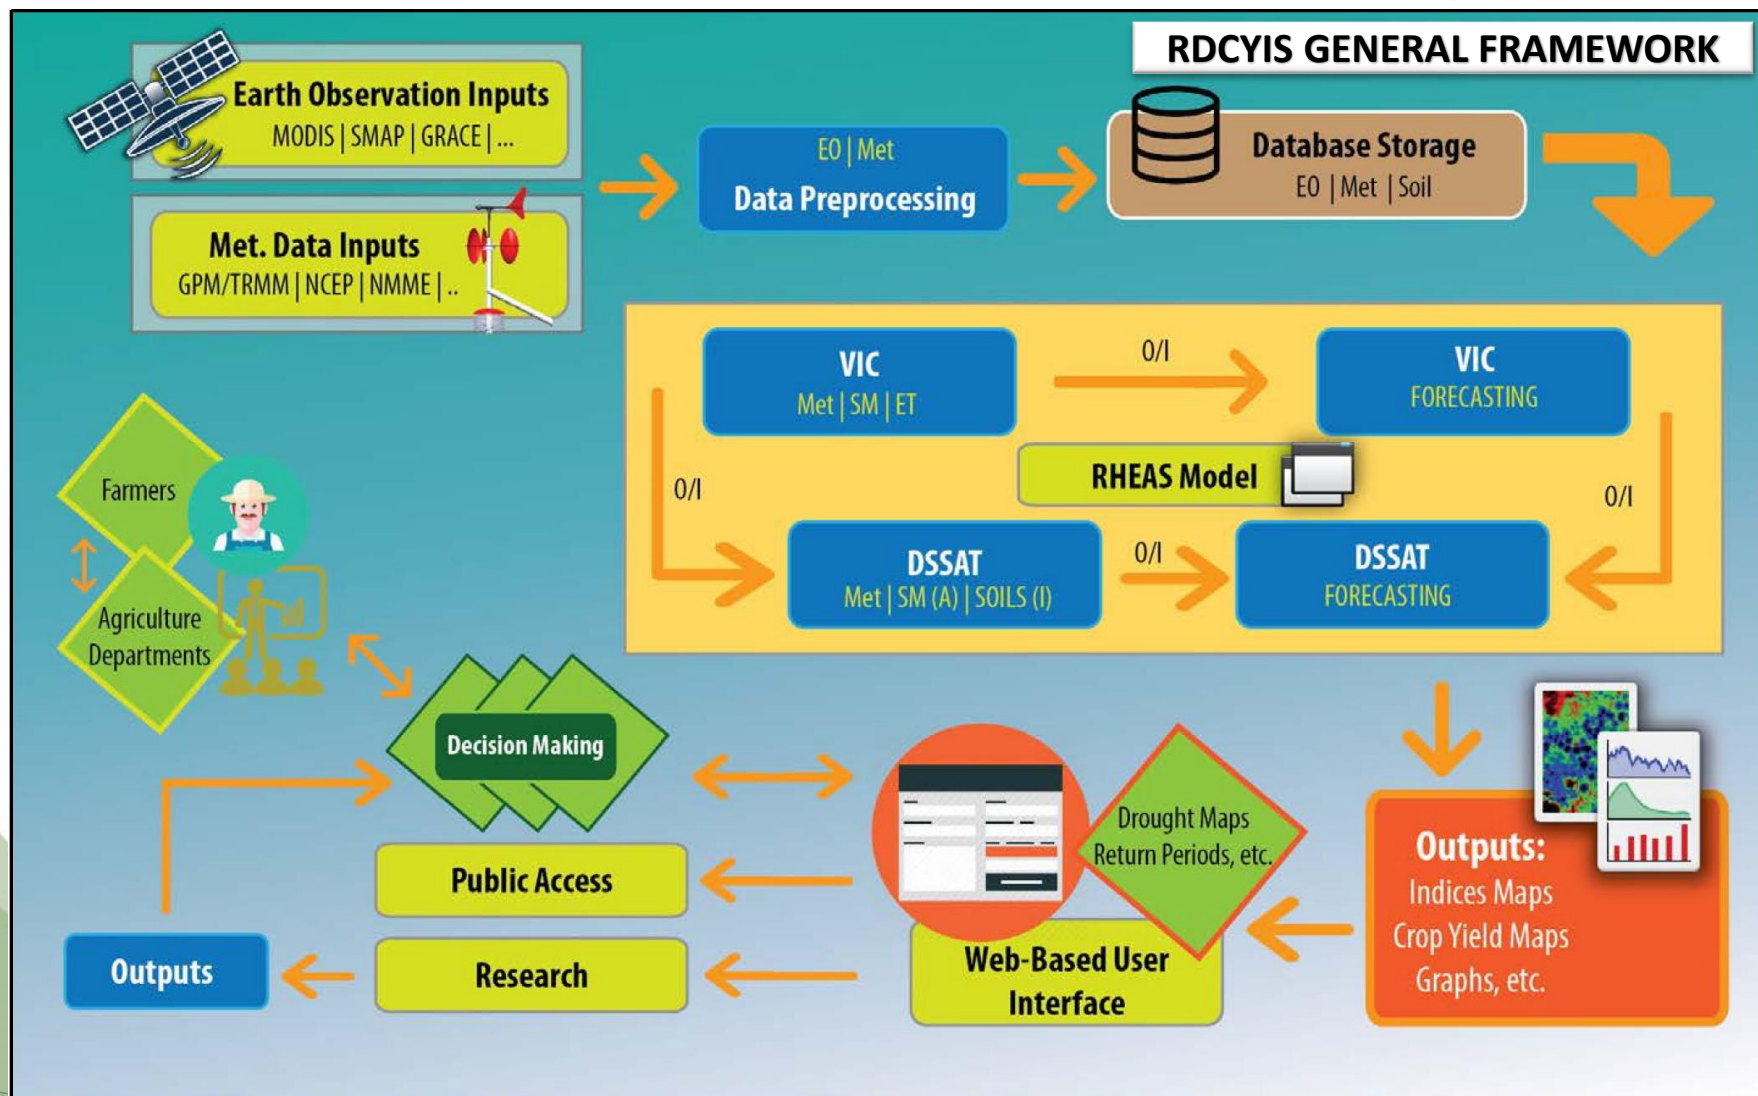 RDCYIS GENERAL FRAMEWORK
Earth Observation Inputs
MODIS | SMAP | GRACE | ...
Met. Data Inputs
GPM/TRMM | NCEP | NMME | ..
EO | Met
Data Preprocessing
Database Storage
EO | Met | Soil
VIC
Met | SM | ET
O/I
VIC
FORECASTING
RHEAS Model
O/I
O/I
DSSAT
Met | SM (A) | SOILS (I)
O/I
DSSAT
FORECASTING
Farmers
Agriculture
Departments
Decision Making
Public Access
Research
Outputs
Drought Maps
Return Periods, etc.
Web-Based User
Interface
Outputs:
Indices Maps
Crop Yield Maps
Graphs, etc.